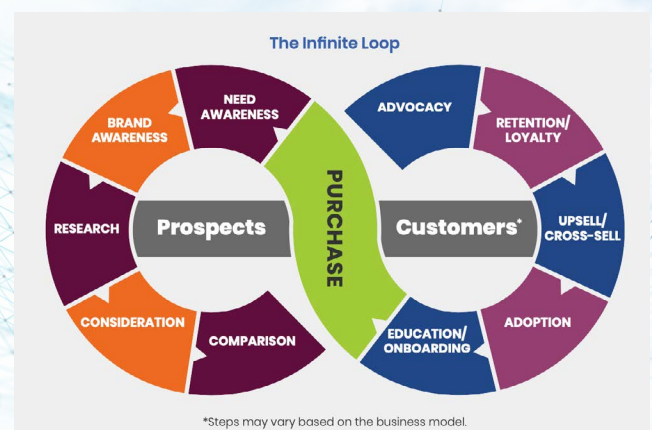 The Infinite Loop
NEED
AWARENESS
BRAND
AWARENESS
RESEARCH
CONSIDERATION
COMPARISON
Prospects
PURCHASE
Customers*
ADVOCACY
RETENTION/
LOYALTY
UPSELL/
CROSS-SELL
ADOPTION
EDUCATION/
ONBOARDING
*Steps may vary based on the business model.